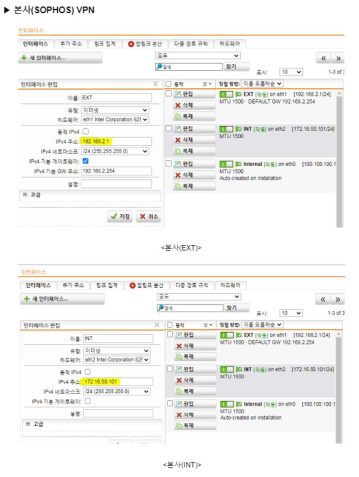 ▶ 본사(SOPHOS) VPN
인터페이스
인터페이스 추가 주소 링크 집계 업링크 분산 다중 경로 규칙 하드웨어
+ 새 인터페이스...
모두
검색 찾기
표시: 10 1-3 of 3
인터페이스 편집
이름: EXT
유형: 이더넷
하드웨어: eth1 Intel Corporation 82
동적 IPv4
IPv4 주소: 192.168.2.1
IPv4 네트마스크: /24 (255.255.255.0)
IPv4 기본 게이트웨이:
IPv4 기본 GW 주소: 192.168.2.254
설명:
고급
저장 취소
동작 정렬 방법: 이름 오름차순
편집
삭제
복제
EXT [작동] on eth1 [192.168.2.1/24]
MTU 1500 · DEFAULT GW 192.168.2.254
편집
삭제
복제
INT [작동] on eth2 [172.16.50.101/24]
MTU 1500
편집
삭제
복제
Internal [작동] on eth0 [100.100.100.1
MTU 1500
Auto-created on installation
<본사(EXT)>
인터페이스
인터페이스 추가 주소 링크 집계 업링크 분산 다중 경로 규칙 하드웨어
+ 새 인터페이스...
모두
검색 찾기
표시: 10 1-3 of 3
인터페이스 편집
이름: INT
유형: 이더넷
하드웨어: eth2 Intel Corporation 82
동적 IPv4
IPv4 주소: 172.16.50.101
IPv4 네트마스크: /24 (255.255.255.0)
IPv4 기본 게이트웨이:
설명:
고급
동작 정렬 방법: 이름 오름차순
편집
삭제
복제
EXT [작동] on eth1 [192.168.2.1/24]
MTU 1500 · DEFAULT GW 192.168.2.254
편집
삭제
복제
INT [작동] on eth2 [172.16.50.101/24]
MTU 1500
편집
삭제
복제
Internal [작동] on eth0 [100.100.100.1
MTU 1500
Auto-created on installation
<본사(INT)>